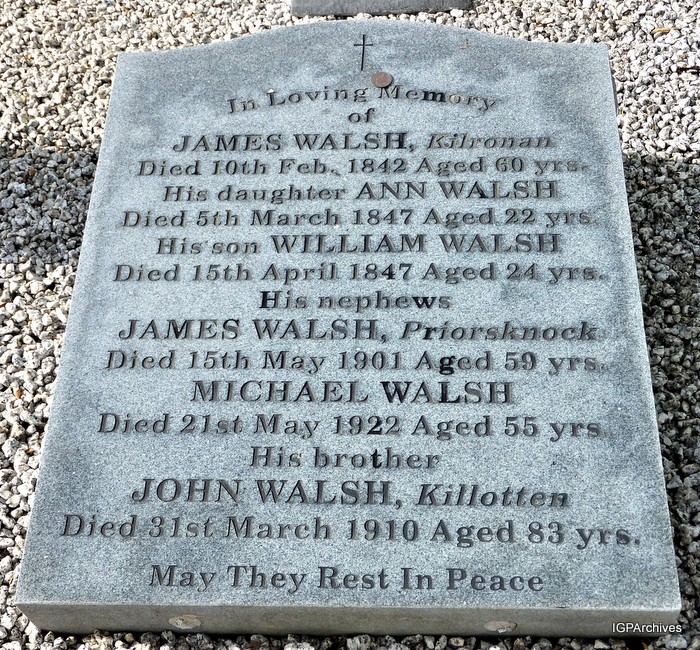 In Loving Memory
of
JAMES WALSH, Kilronan
Died 10th Feb. 1842 Aged 60 yrs.
His daughter ANN WALSH
Died 5th March 1847 Aged 22 yrs.
His son WILLIAM WALSH
Died 15th April 1847 Aged 24 yrs.
His nephews
JAMES WALSH, Priorsknock
Died 15th May 1901 Aged 59 yrs.
MICHAEL WALSH
Died 21st May 1922 Aged 55 yrs.
His brother
JOHN WALSH, Killotten
Died 31st March 1910 Aged 83 yrs.
May They Rest In Peace
IGPArchives